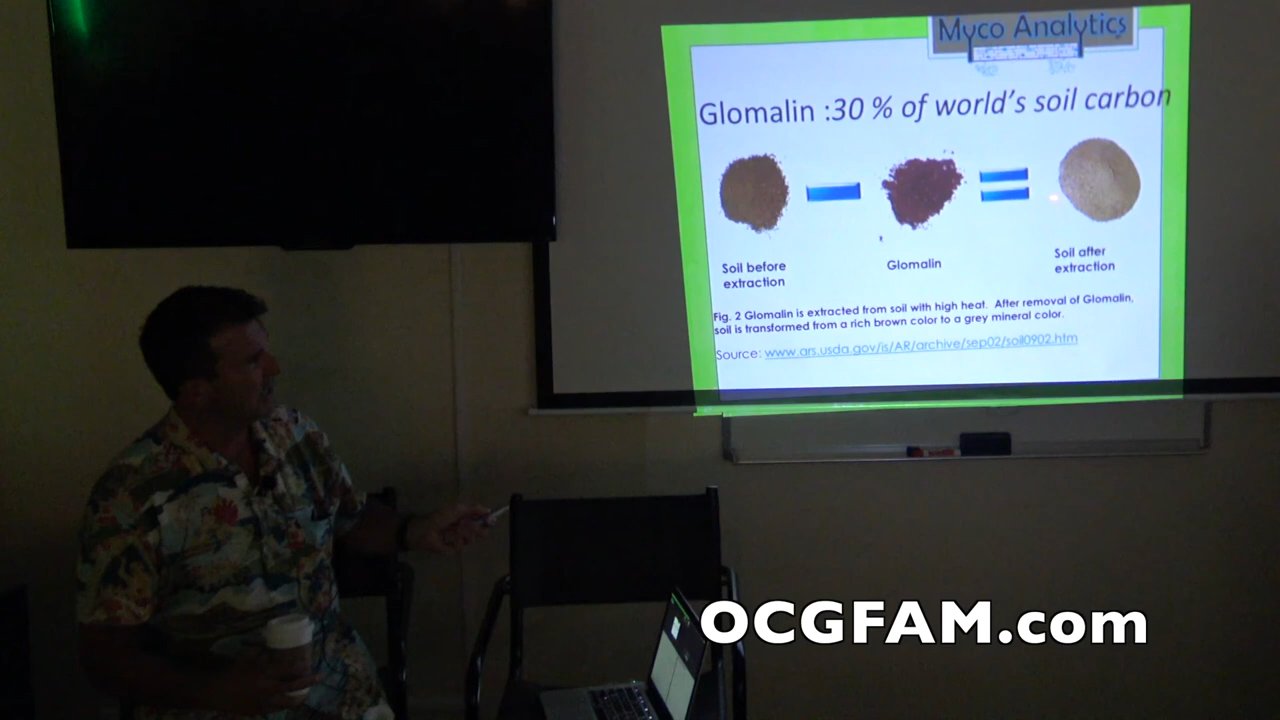 Myco Analytics
Glomalin :30 % of world's soil carbon
Soil before
extraction
Glomalin
Soil after
extraction
Fig. 2 Glomalin is extracted from soil with high heat. After removal of Glomalin,
soil is transformed from a rich brown color to a grey mineral color.
Source: www.ars.usda.gov/is/AR/archive/sep02/soil0902.htm
OCGFAM.com